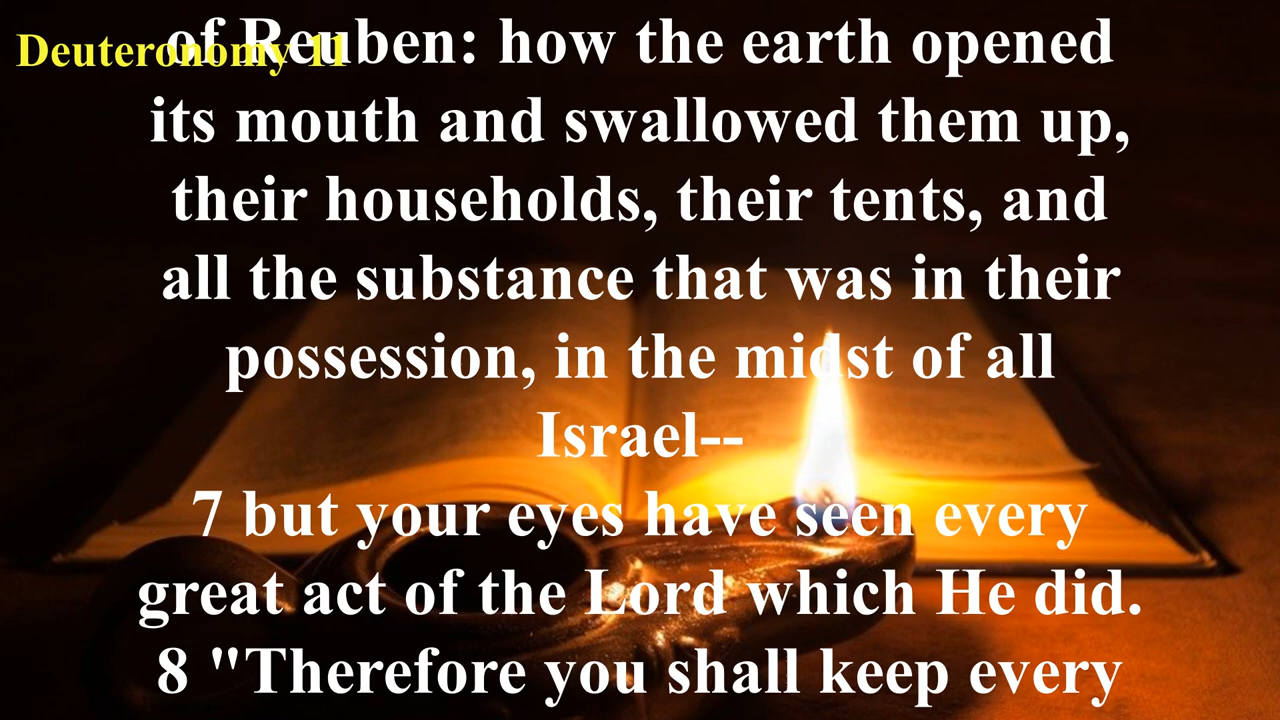 Deuteronomy 11
of Reuben: how the earth opened
its mouth and swallowed them up,
their households, their tents, and
all the substance that was in their
possession, in the midst of all
Israel--
7 but your eyes have seen every
great act of the Lord which He did.
8 "Therefore you shall keep every